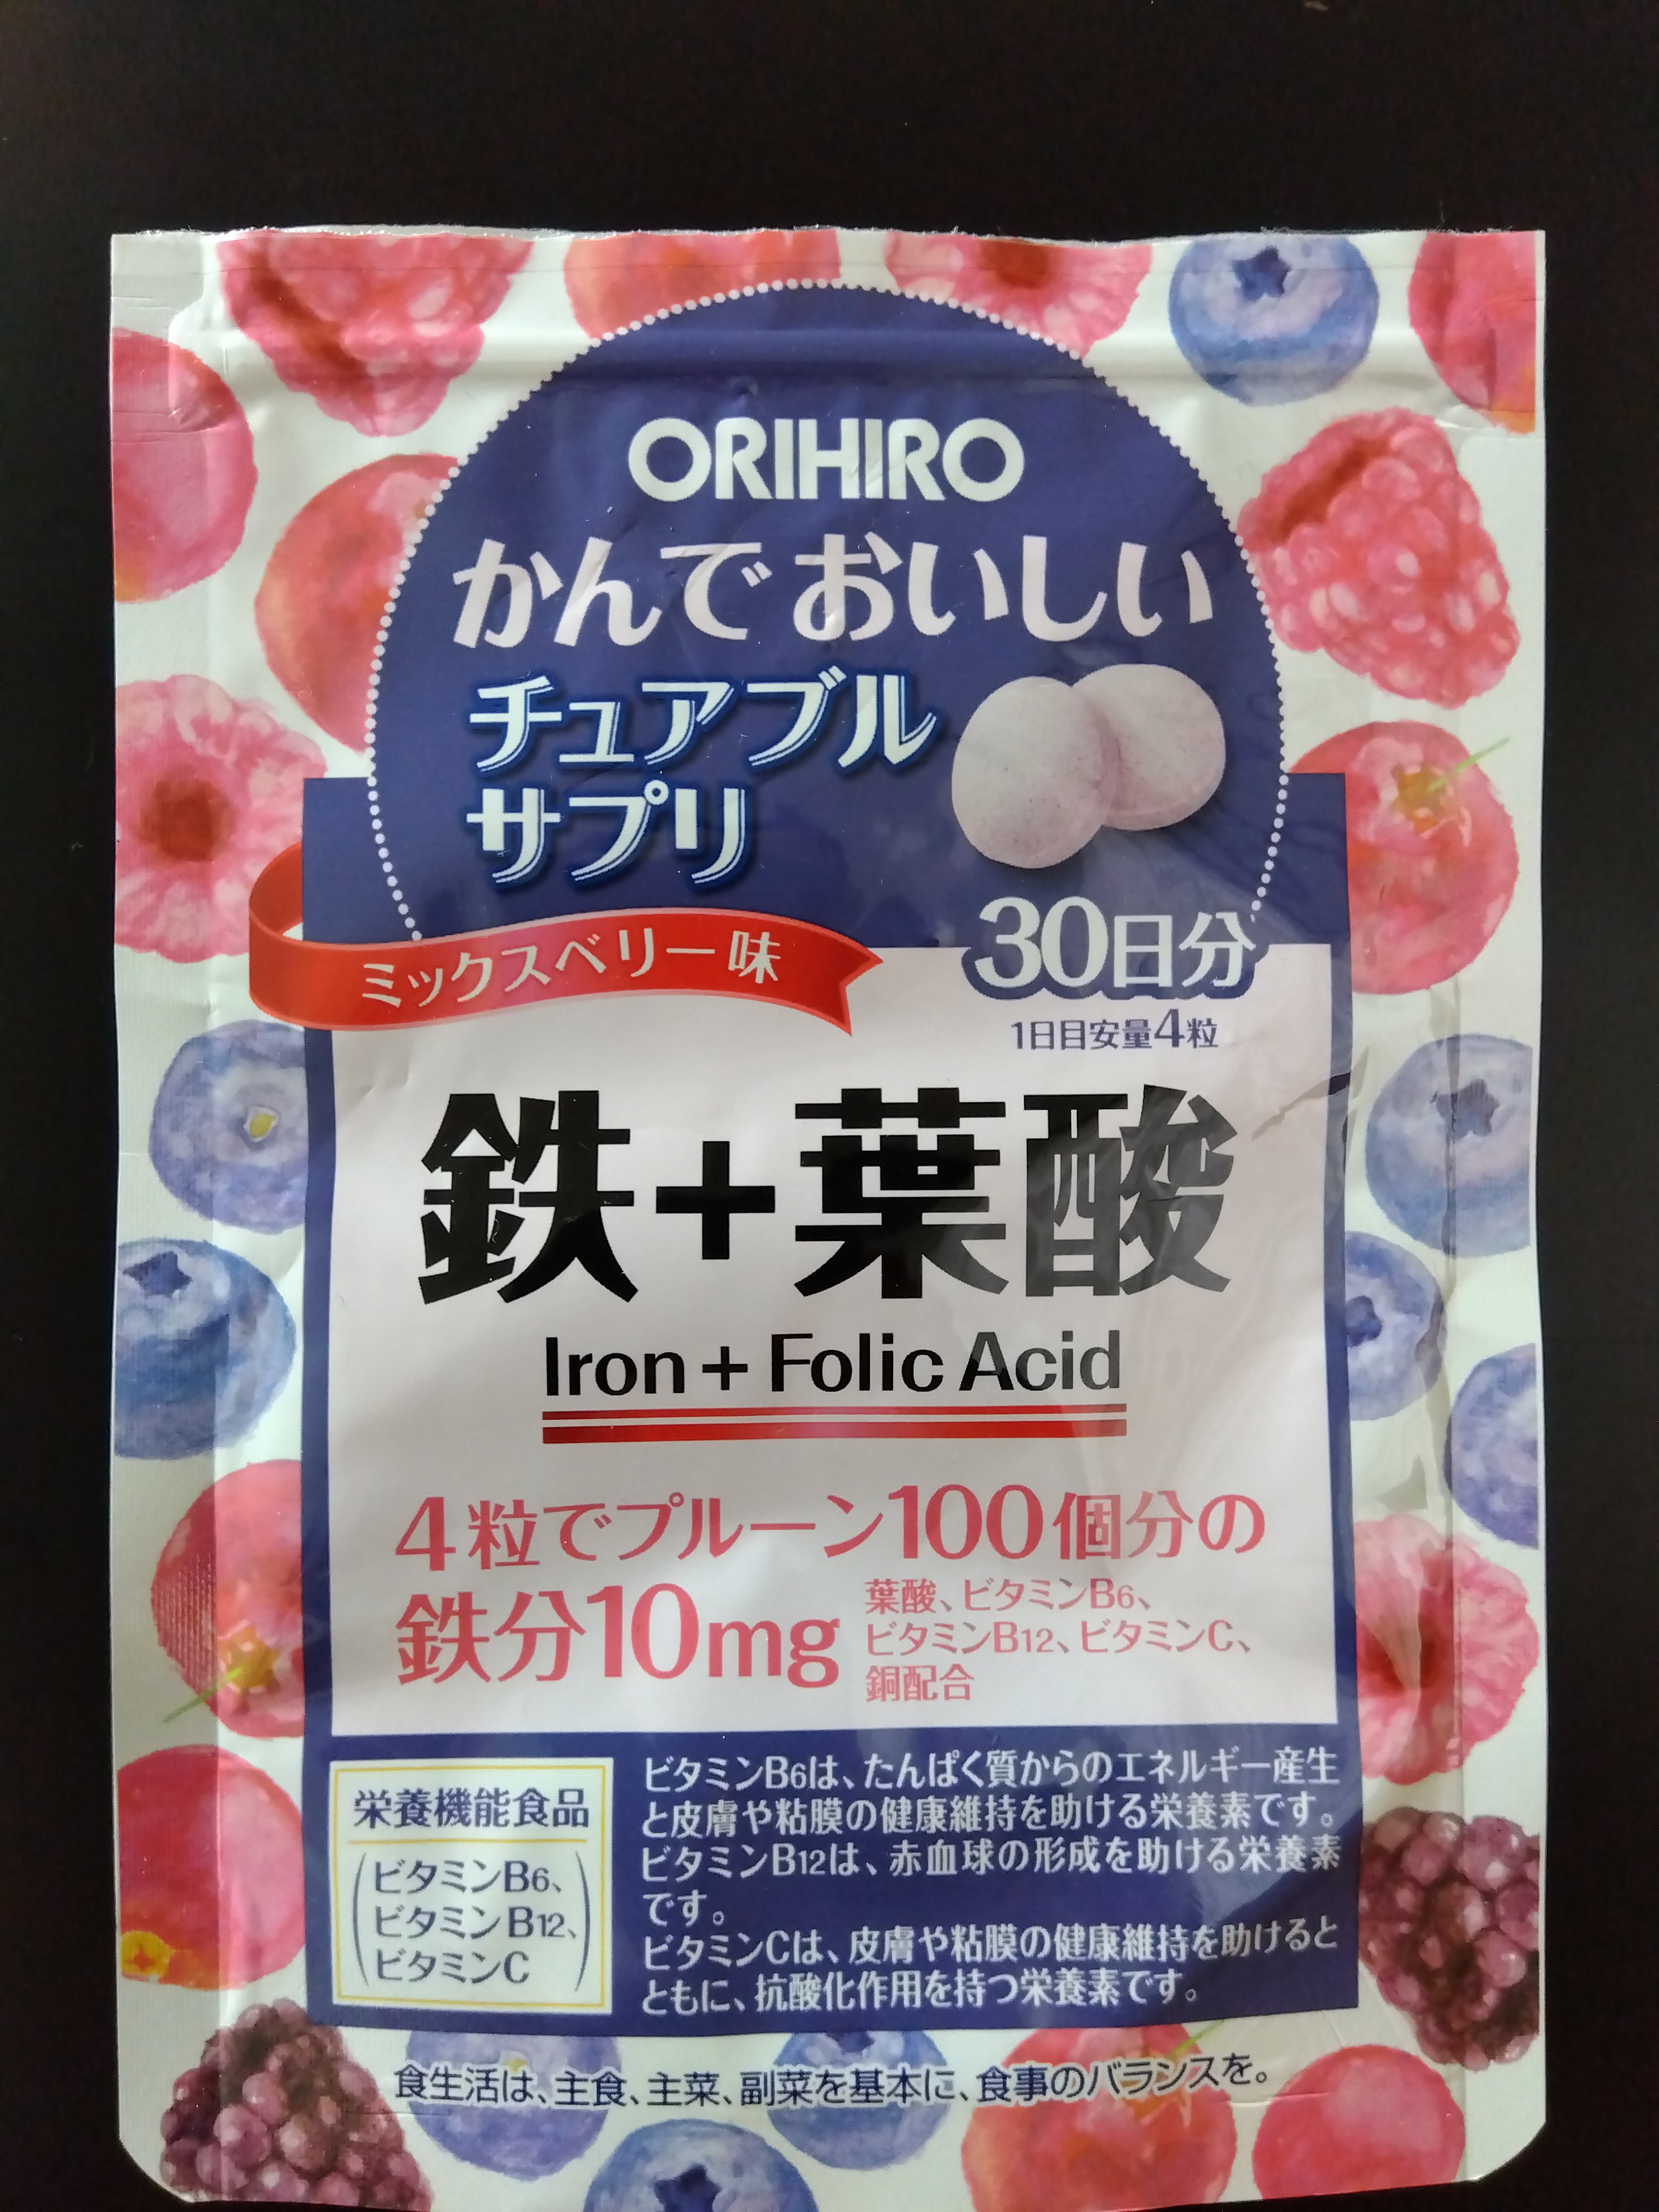 ORIHIRO
かんでおいしい
チュアブル
サプリ
ミックスベリー味
30日分
1日目安量4粒
鉄+葉酸
Iron + Folic Acid
4粒でプルーン100個分の
鉄分10mg
葉酸、ビタミンB6、
ビタミンB12、ビタミンC、
銅配合
栄養機能食品
(ビタミンB6、
ビタミンB12、
ビタミンC)
ビタミンB6は、たんぱく質からのエネルギー産生
と皮膚や粘膜の健康維持を助ける栄養素です。
ビタミンB12は、赤血球の形成を助ける栄養素
です。
ビタミンCは、皮膚や粘膜の健康維持を助けると
ともに、抗酸化作用を持つ栄養素です。
食生活は、主食、主菜、副菜を基本に、食事のバランスを。